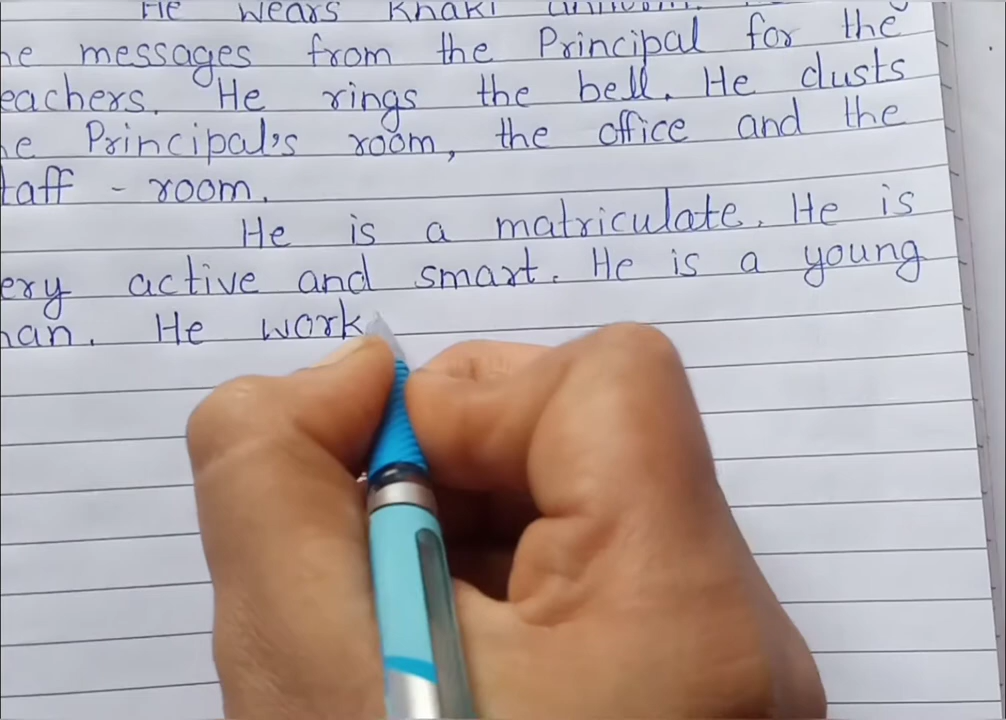 He wears Khaki
he messages from the Principal for the
eachers. He rings the bell. He dusts
he Principal's room, the office and the
taff - room.
He is a matriculate. He is
ery active and smart. He is a young
man. He work